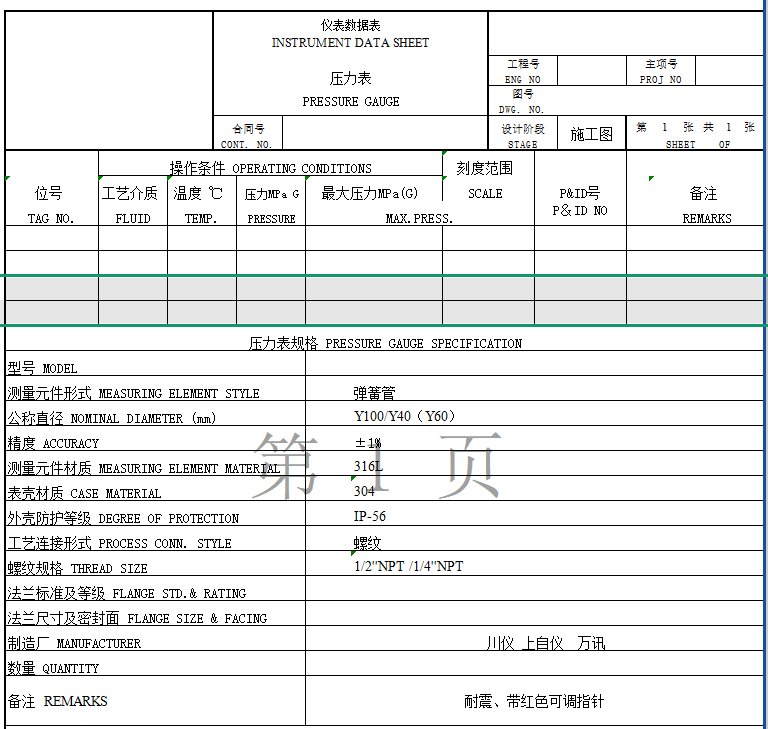 仪表数据表
INSTRUMENT DATA SHEET
压力表
PRESSURE GAUGE
工程号
ENG NO
主项号
PROJ NO
图号
DWG. NO.
合同号
CONT. NO.
设计阶段
STAGE
施工图
第 1 张 共 1 张
SHEET OF
操作条件 OPERATING CONDITIONS
位号
TAG NO.
工艺介质
FLUID
温度 ℃
TEMP.
压力MPa G
PRESSURE
最大压力MPa(G)
MAX.PRESS.
刻度范围
SCALE
P&ID号
P＆ID NO
备注
REMARKS
压力表规格 PRESSURE GAUGE SPECIFICATION
型号 MODEL
测量元件形式 MEASURING ELEMENT STYLE 弹簧管
公称直径 NOMINAL DIAMETER (mm) Y100/Y40（Y60）
精度 ACCURACY ±1%
测量元件材质 MEASURING ELEMENT MATERIAL 316L
表壳材质 CASE MATERIAL 304
外壳防护等级 DEGREE OF PROTECTION IP-56
工艺连接形式 PROCESS CONN. STYLE 螺纹
螺纹规格 THREAD SIZE 1/2"NPT /1/4"NPT
法兰标准及等级 FLANGE STD.& RATING
法兰尺寸及密封面 FLANGE SIZE & FACING
制造厂 MANUFACTURER 川仪 上自仪 万讯
数量 QUANTITY
备注 REMARKS 耐震、带红色可调指针
第 1 页